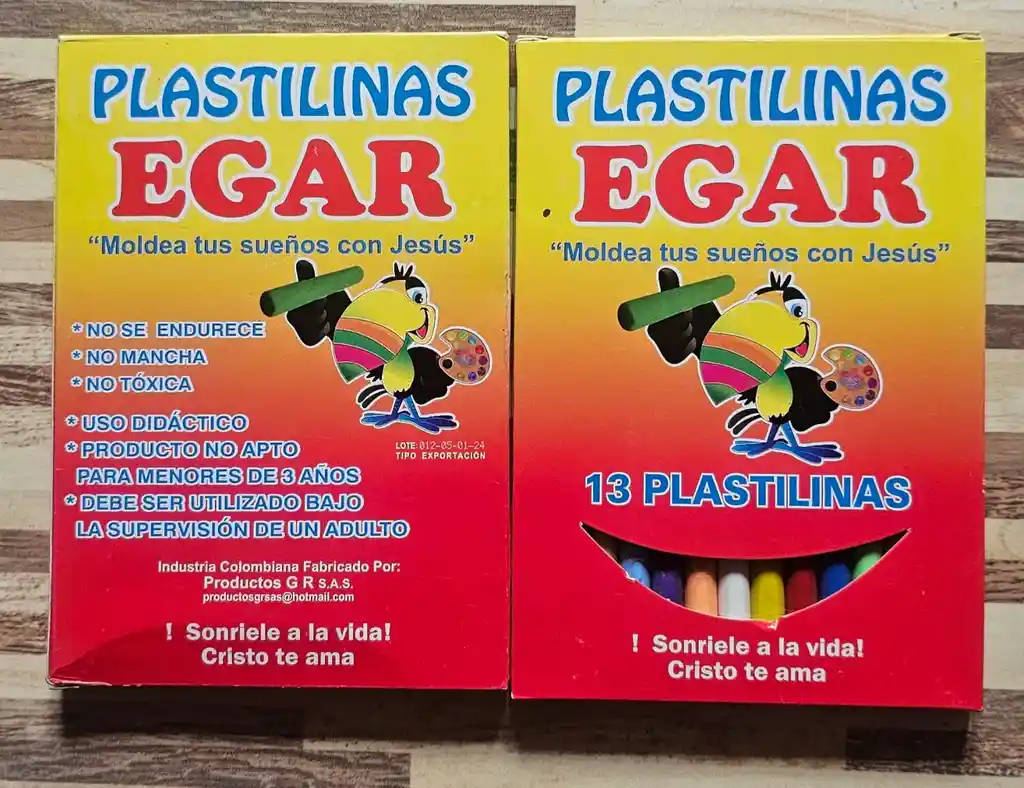 PLASTILINAS
EGAR
“Moldea tus sueños con Jesús”
* NO SE ENDURECE
* NO MANCHA
* NO TÓXICA
* USO DIDÁCTICO
* PRODUCTO NO APTO
PARA MENORES DE 3 AÑOS
* DEBE SER UTILIZADO BAJO
LA SUPERVISIÓN DE UN ADULTO
LOTE: 012-05-01-24
TIPO EXPORTACIÓN
Industria Colombiana Fabricado Por:
Productos G R S.A.S.
productosgrsas@hotmail.com
! Sonriele a la vida!
Cristo te ama
PLASTILINAS
EGAR
“Moldea tus sueños con Jesús”
13 PLASTILINAS
! Sonriele a la vida!
Cristo te ama